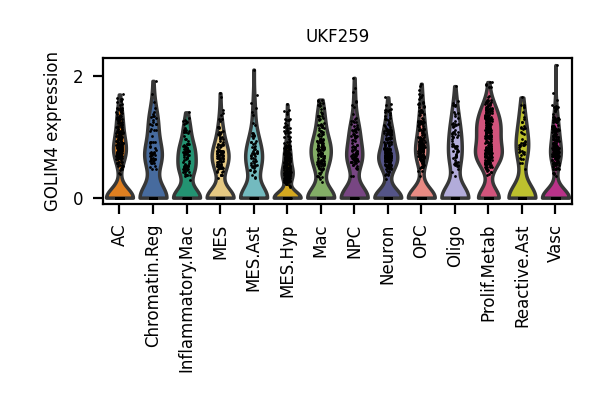 UKF259
GOLIM4 expression
2
0
AC
Chromatin.Reg
Inflammatory.Mac
MES
MES.Ast
MES.Hyp
Mac
NPC
Neuron
OPC
Oligo
Prolif.Metab
Reactive.Ast
Vasc